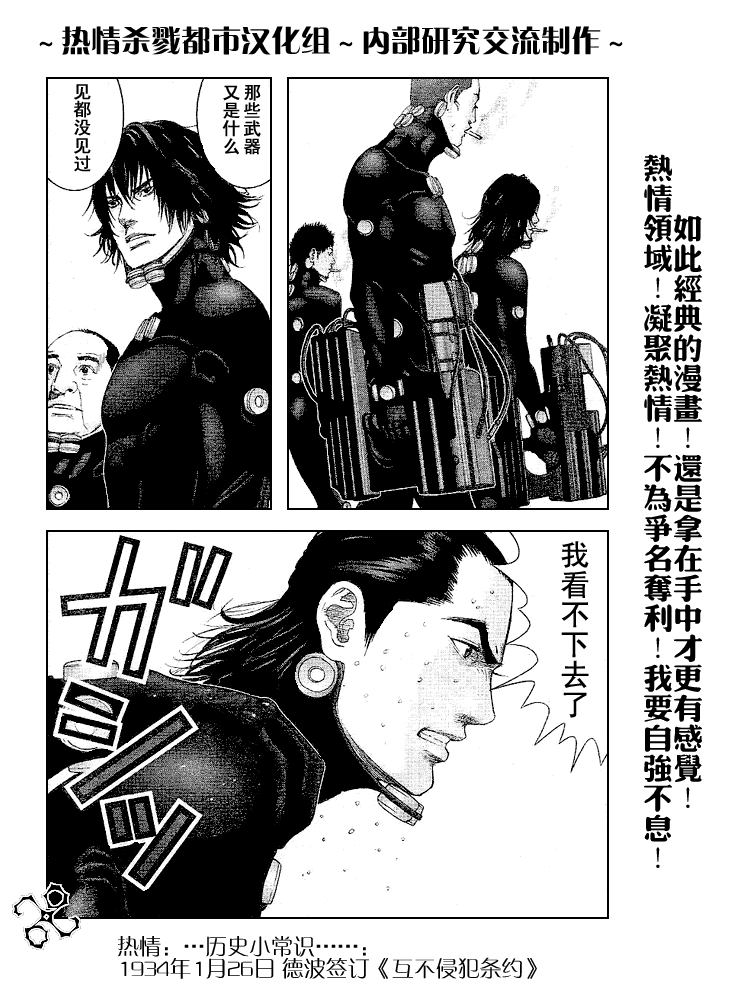 ~热情杀戮都市汉化组~内部研究交流制作~
那些武器
又是什么
见都没见过
我看不下去了
ドドッ
如此經典的漫畫！還是拿在手中才更有感覺！
熱情領域！凝聚熱情！不為爭名奪利！我要自強不息！
热情：…历史小常识……：
1934年1月26日 德波签订《互不侵犯条约》